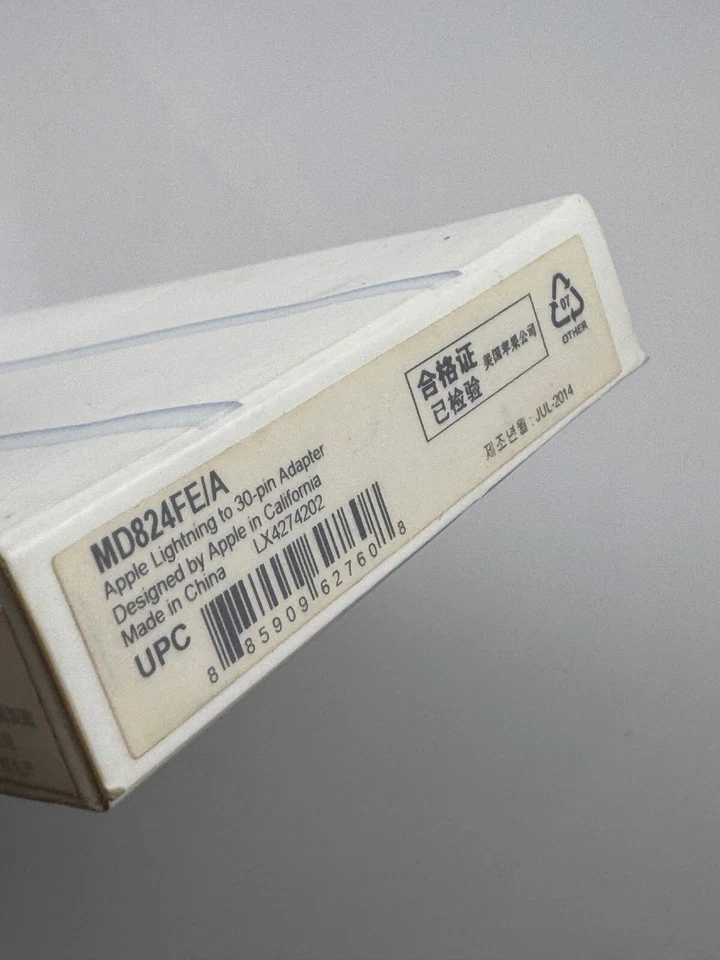 MD824FE/A
Apple Lightning to 30-pin Adapter
Designed by Apple in California
Made in China LX4274202
UPC
8 85909 62760 8
合格证
已检验
美国苹果公司
07
OTHER
제조년월 : JUL-2014